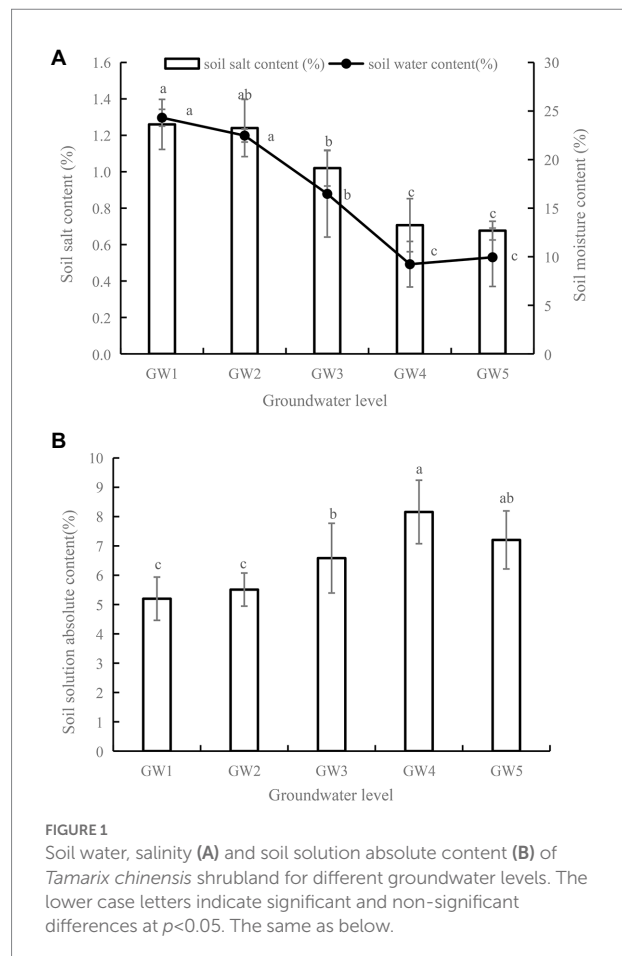 A
soil salt content (%) soil water content(%)
1.6
1.4
1.2
1.0
0.8
0.6
0.4
0.2
0.0
Soil salt content (%)
30
25
20
15
10
5
0
Soil moisture content (%)
a
a
ab
a
b
b
c
c
c
c
GW1 GW2 GW3 GW4 GW5
Groundwater level
B
10
9
8
7
6
5
4
3
2
1
0
Soil solution absolute content(%)
c
c
b
a
ab
GW1 GW2 GW3 GW4 GW5
Groundwater level
FIGURE 1
Soil water, salinity (A) and soil solution absolute content (B) of
Tamarix chinensis shrubland for different groundwater levels. The
lower case letters indicate significant and non-significant
differences at p<0.05. The same as below.